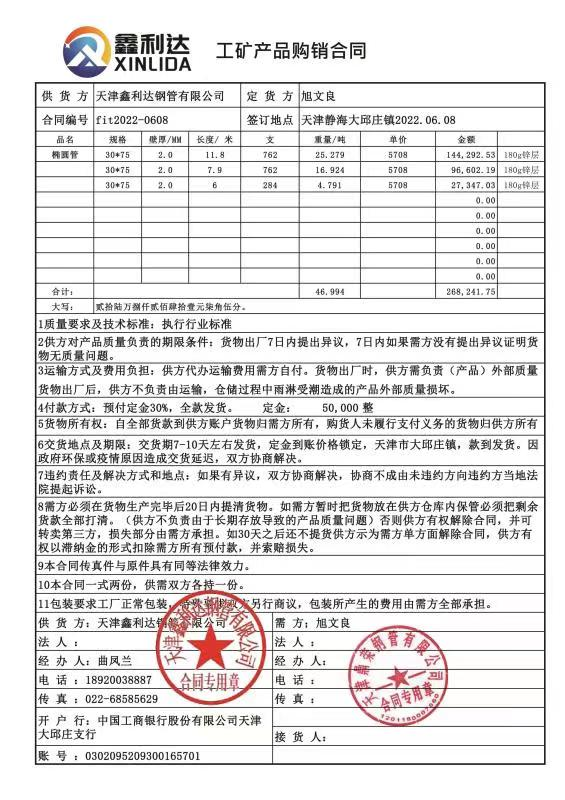 鑫利达
XINLIDA
工矿产品购销合同
供 货 方 天津鑫利达钢管有限公司 定 货 方 旭文良
合同编号 fit2022-0608 签订地点 天津静海大邱庄镇2022.06.08
品名 规格 壁厚/MM 长度/ 米 支 重量/吨 单价 金额
椭圆管 30*75 2.0 11.8 762 25.279 5708 144,292.53 180g锌层
30*75 2.0 7.9 762 16.924 5708 96,602.19 180g锌层
30*75 2.0 6 284 4.791 5708 27,347.03 180g锌层
0.00
0.00
0.00
0.00
0.00
0.00
合计: 46.994 268,241.75
大写: 贰拾陆万捌仟贰佰肆拾壹元柒角伍分。
1质量要求及技术标准: 执行行业标准
2供方对产品质量负责的期限条件: 货物出厂7日内提出异议, 7日内如果需方没有提出异议证明货
物无质量问题。
3运输方式及费用负担: 供方代办运输费用需方自付。货物出厂时, 供方需负责 (产品) 外部质量
货物出厂后, 供方不负责由运输, 仓储过程中雨淋受潮造成的产品外部质量损坏。
4付款方式: 预付定金30%, 全款发货。 定金: 50,000 整
5货物所有权: 自全部货款到供方账户货物归需方所有, 购货人未履行支付义务的货物归供方所有
6交货地点及期限: 交货期7-10天左右发货, 定金到账价格锁定, 天津市大邱庄镇, 款到发货。因
政府环保或疫情原因造成交货延迟, 双方协商解决。
7违约责任及解决方式和地点: 如果有异议, 双方协商解决, 协商不成由未违约方向违约方当地法
院提起诉讼。
8需方必须在货物生产完毕后20日内提清货物。如需方暂时把货物放在供方仓库内保管必须把剩余
货款全部打清。(供方不负责由于长期存放导致的产品质量问题) 否则供方有权解除合同, 并可
转卖第三方, 损失部分由需方承担。如30天之后还不提货供方示为需方单方面解除合同, 供方有
权以滞纳金的形式扣除需方所有预付款, 并索赔损失。
9本合同传真件与原件具有同等法律效力。
10本合同一式两份, 供需双方各持一份。
11包装要求工厂正常包装, 特殊要求双方另行商议, 包装所产生的费用由需方全部承担。
供 货 方: 天津鑫利达钢管有限公司 需 方: 旭文良
法 人 : 法 人 :
经 办 人: 曲凤兰 经 办 人:
电 话 : 18920038887 电 话 :
传 真 : 022-68585629 传 真 :
开 户 行: 中国工商银行股份有限公司天津
大邱庄支行
接 货 人:
账 号 : 0302095209300165701
天津鑫利达钢管有限公司
合同专用章
天津鼎荣钢管有限公司
合同专用章